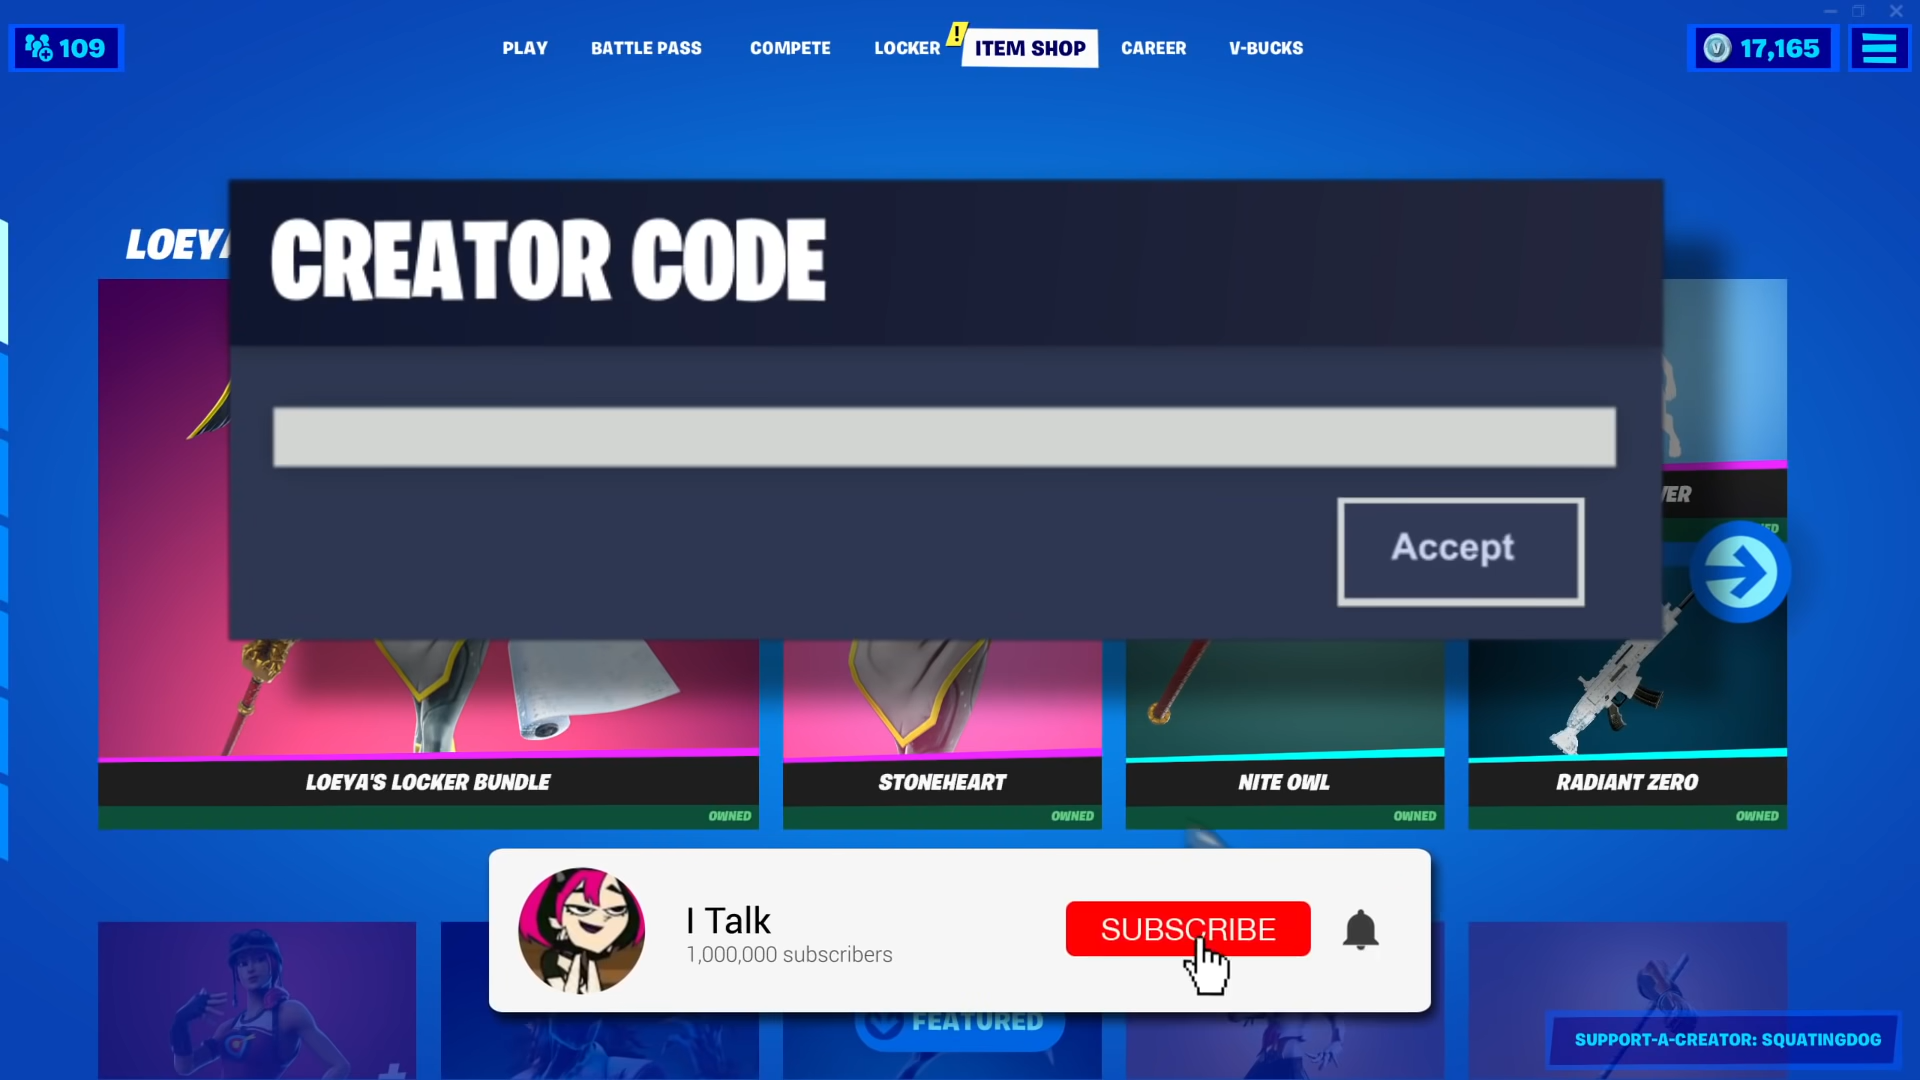 109
PLAY
BATTLE PASS
COMPETE
LOCKER
!
ITEM SHOP
CAREER
V-BUCKS
17,165
CREATOR CODE
Accept
LOEYA'S LOCKER BUNDLE
OWNED
STONEHEART
OWNED
NITE OWL
OWNED
RADIANT ZERO
OWNED
I Talk
1,000,000 subscribers
SUBSCRIBE
FEATURED
SUPPORT-A-CREATOR: SQUATINGDOG